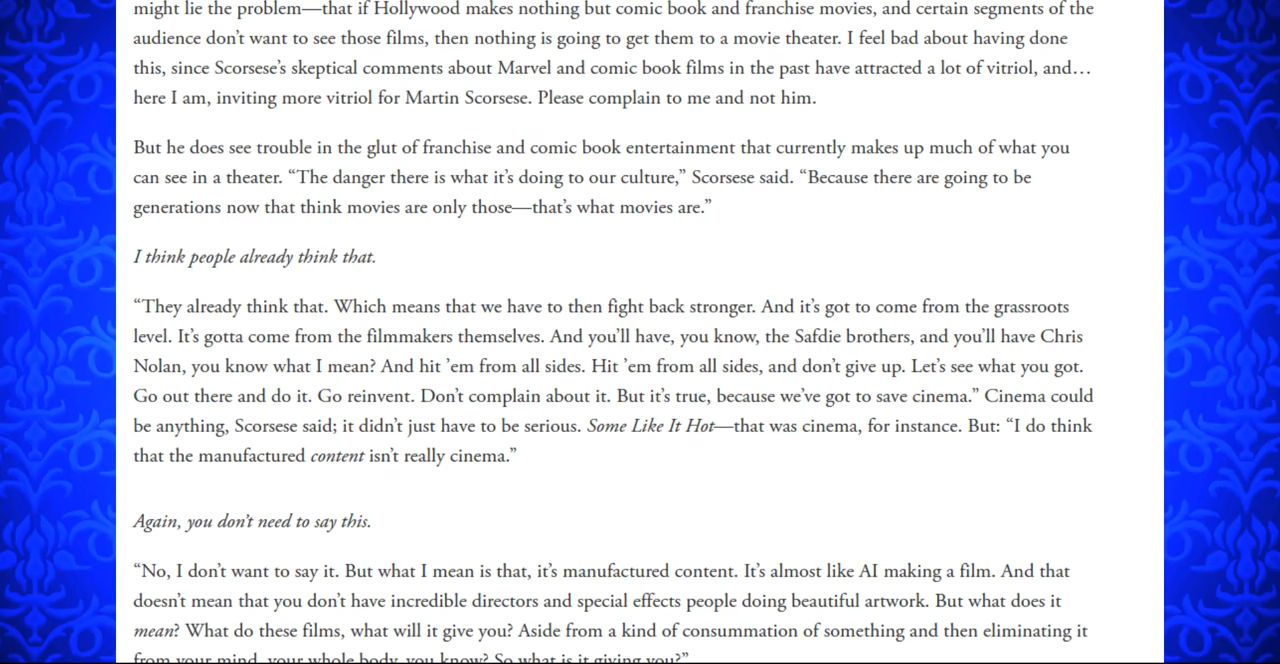 might lie the problem—that if Hollywood makes nothing but comic book and franchise movies, and certain segments of the
audience don’t want to see those films, then nothing is going to get them to a movie theater. I feel bad about having done
this, since Scorsese’s skeptical comments about Marvel and comic book films in the past have attracted a lot of vitriol, and…
here I am, inviting more vitriol for Martin Scorsese. Please complain to me and not him.
But he does see trouble in the glut of franchise and comic book entertainment that currently makes up much of what you
can see in a theater. “The danger there is what it’s doing to our culture,” Scorsese said. “Because there are going to be
generations now that think movies are only those—that’s what movies are.”
I think people already think that.
“They already think that. Which means that we have to then fight back stronger. And it’s got to come from the grassroots
level. It’s gotta come from the filmmakers themselves. And you’ll have, you know, the Safdie brothers, and you’ll have Chris
Nolan, you know what I mean? And hit ’em from all sides. Hit ’em from all sides, and don’t give up. Let’s see what you got.
Go out there and do it. Go reinvent. Don’t complain about it. But it’s true, because we’ve got to save cinema.” Cinema could
be anything, Scorsese said; it didn’t just have to be serious. Some Like It Hot—that was cinema, for instance. But: “I do think
that the manufactured content isn’t really cinema.”
Again, you don’t need to say this.
“No, I don’t want to say it. But what I mean is that, it’s manufactured content. It’s almost like AI making a film. And that
doesn’t mean that you don’t have incredible directors and special effects people doing beautiful artwork. But what does it
mean? What do these films, what will it give you? Aside from a kind of consummation of something and then eliminating it
from your mind, your whole body, you know? So what is it giving you?”